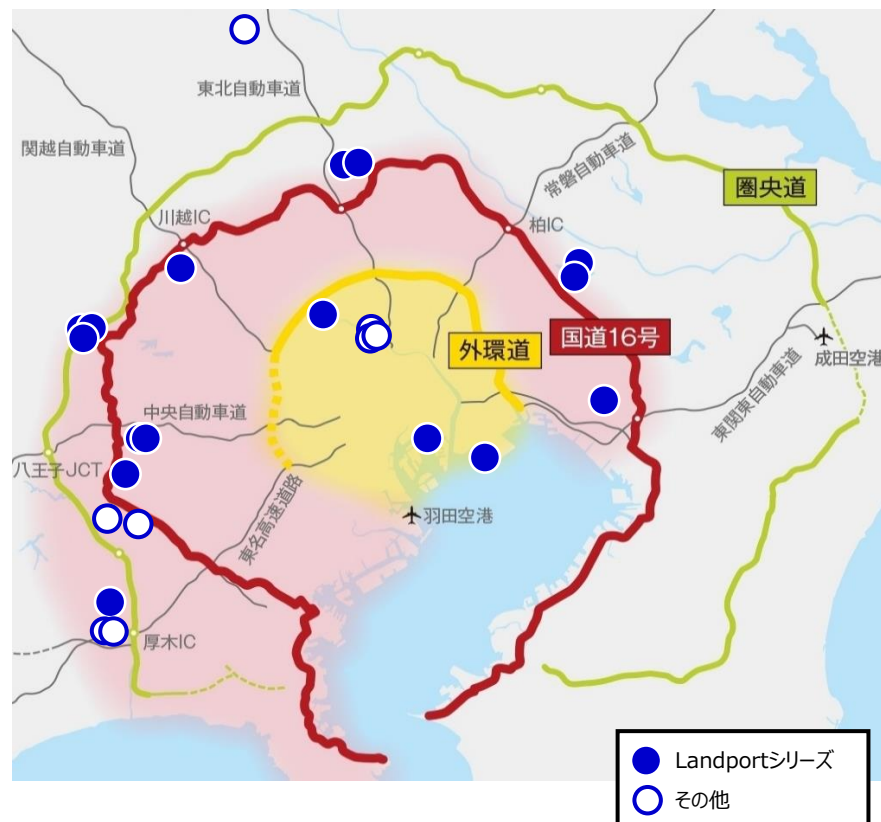 東北自動車道
関越自動車道
常磐自動車道
圏央道
川越IC
柏IC
国道16号
外環道
成田空港
東関東自動車道
中央自動車道
八王子JCT
東名高速道路
羽田空港
厚木IC
Landportシリーズ
その他